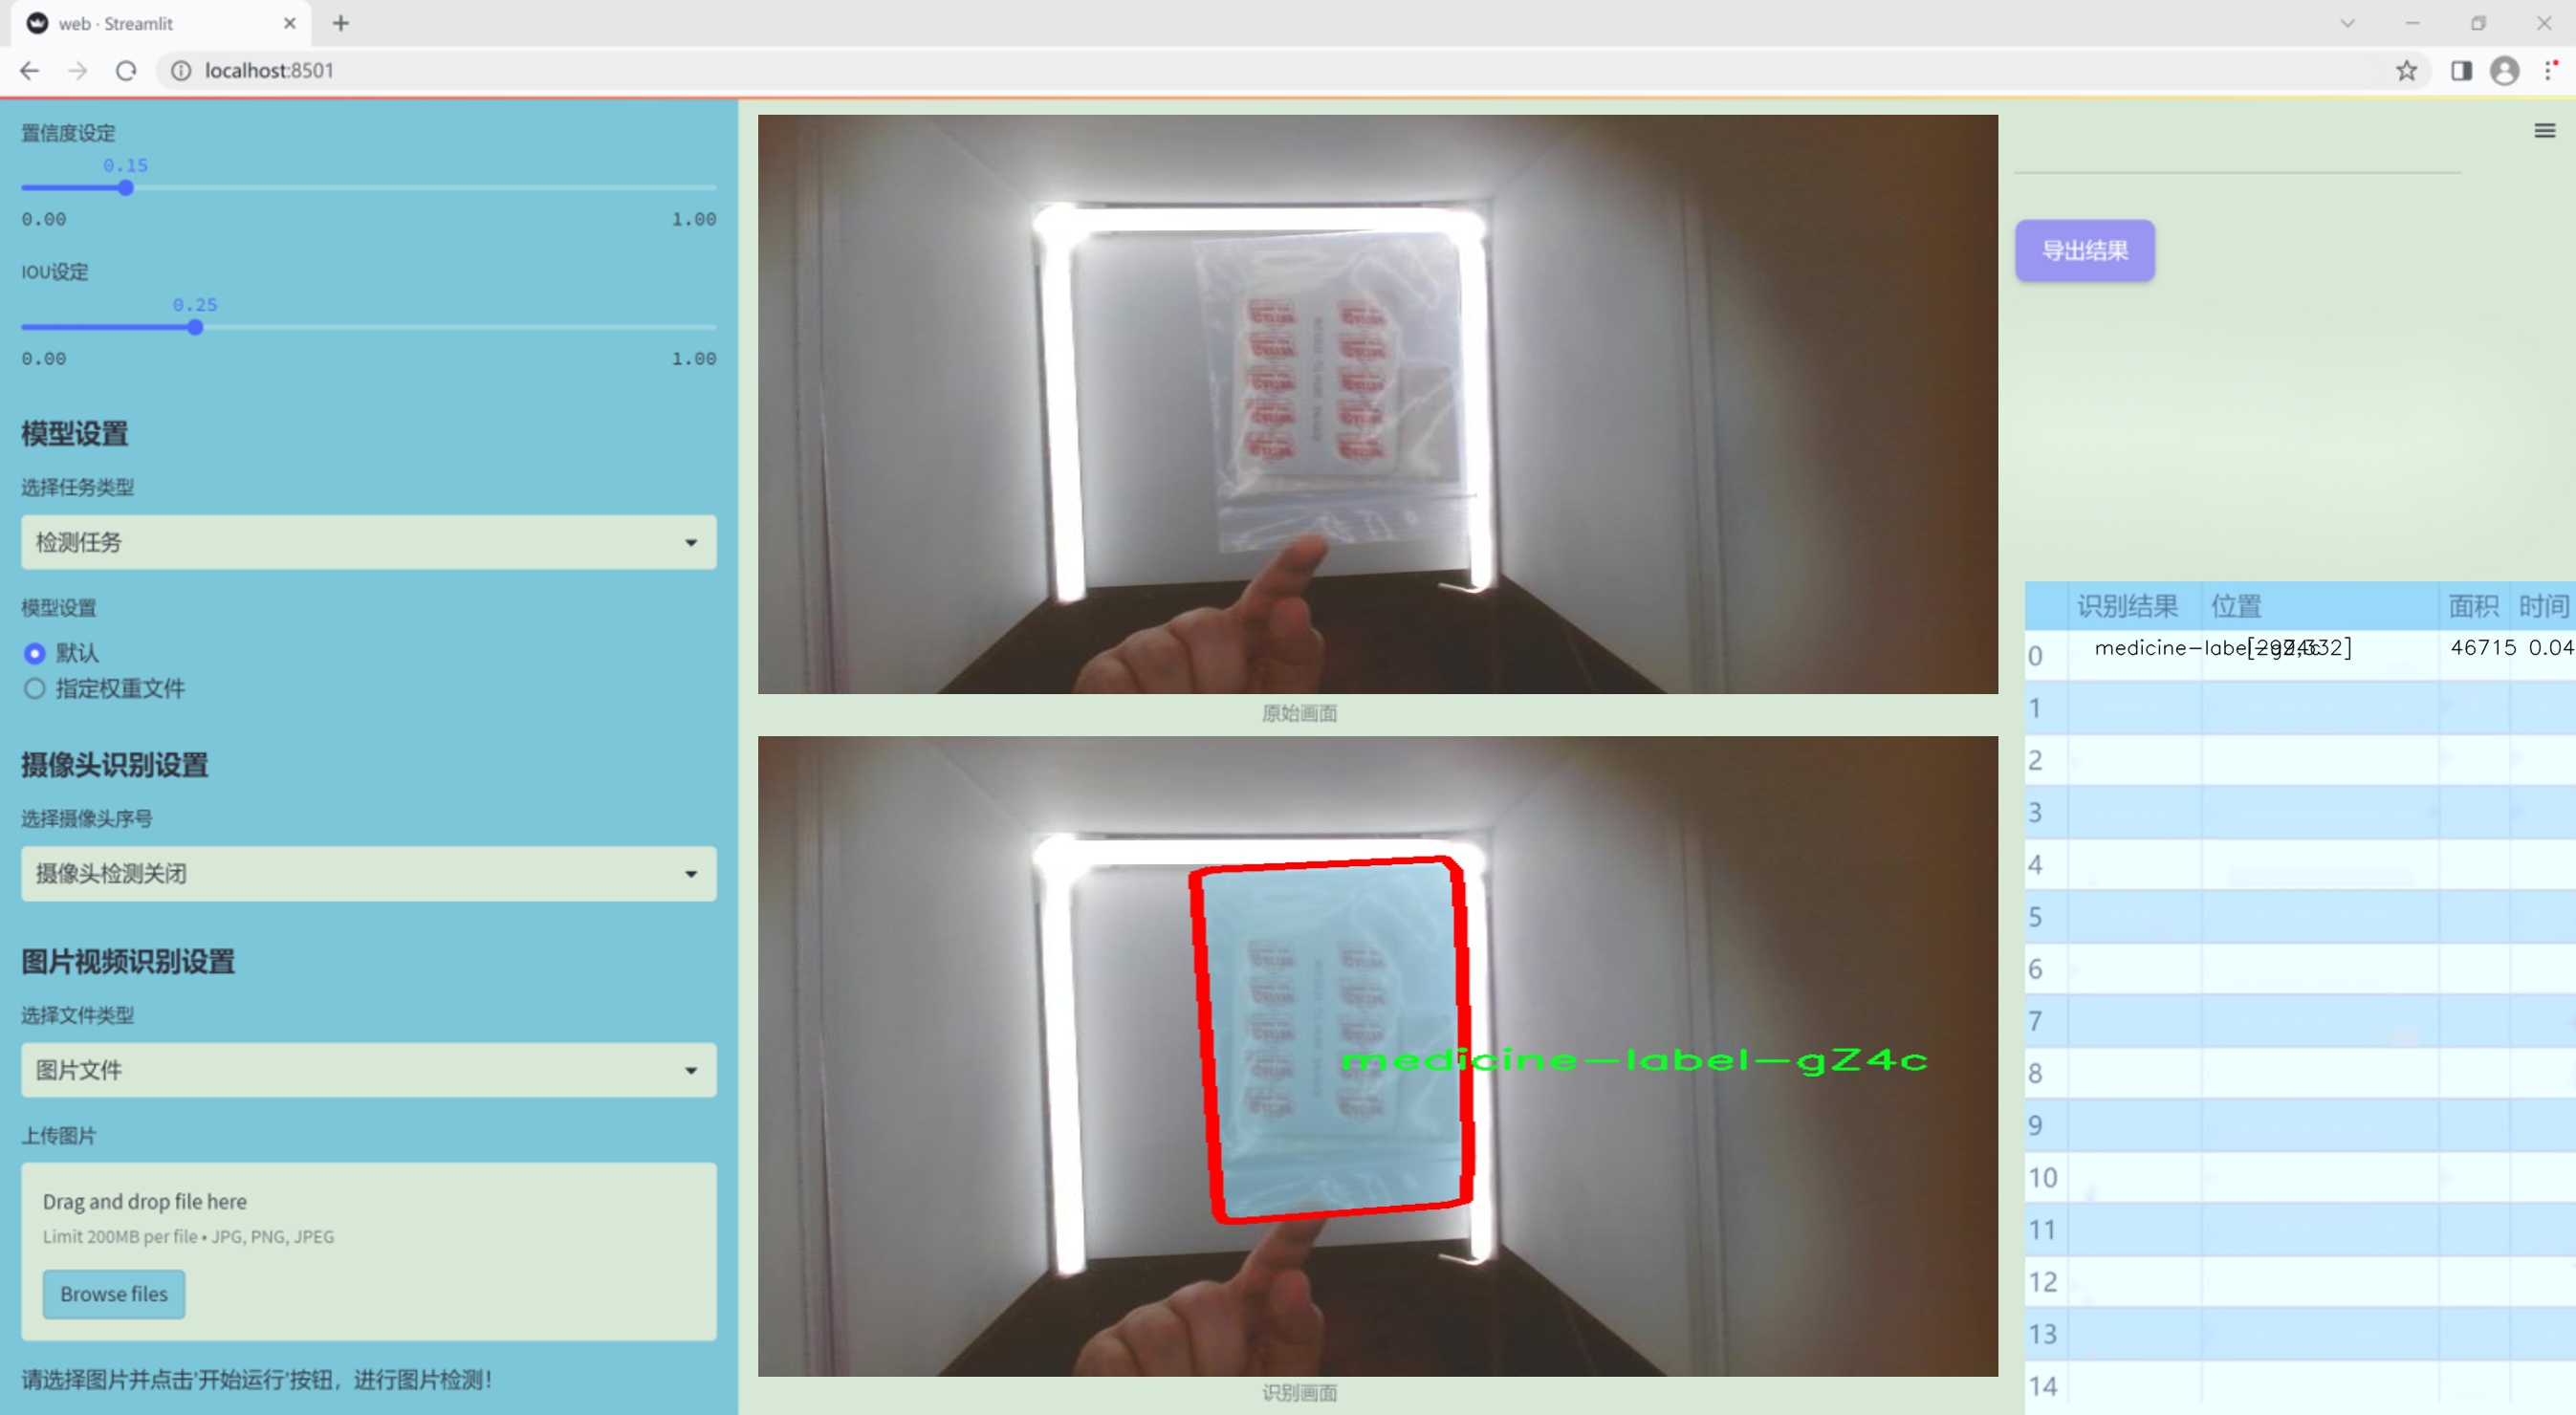 web · Streamlit
localhost:8501
置信度设定
0.15
0.00 1.00
IOU设定
0.25
0.00 1.00
模型设置
选择任务类型
检测任务
模型设置
默认
指定权重文件
摄像头识别设置
选择摄像头序号
摄像头检测关闭
图片视频识别设置
选择文件类型
图片文件
上传图片
Drag and drop file here
Limit 200MB per file • JPG, PNG, JPEG
Browse files
请选择图片并点击'开始运行'按钮，进行图片检测！
原始画面
medicine-label-gZ4c
识别画面
导出结果
识别结果 位置 面积 时间
0 medicine-label-gZ4c 46715 0.04
1
2
3
4
5
6
7
8
9
10
11
12
13
14